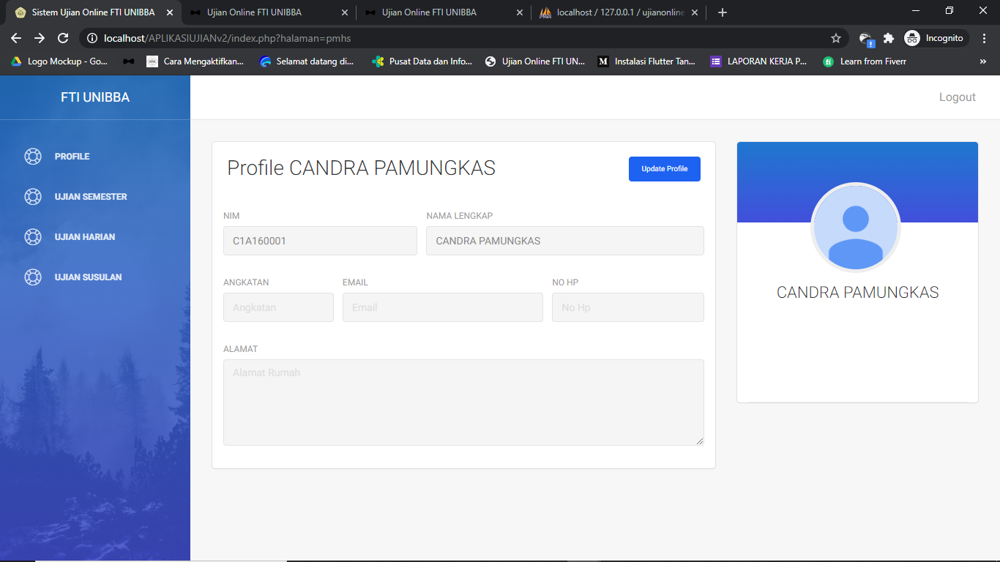 Sistem Ujian Online FTI UNIBBA
Ujian Online FTI UNIBBA
Ujian Online FTI UNIBBA
localhost / 127.0.0.1 / ujianonline
localhost/APLIKASIUJIANv2/index.php?halaman=pmhs
Incognito
Logo Mockup - Go...
Cara Mengaktifkan...
Selamat datang di...
Pusat Data dan Info...
Ujian Online FTI UN...
M
Instalasi Flutter Tan...
LAPORAN KERJA P...
fi
Learn from Fiverr
»
FTI UNIBBA
Logout
PROFILE
UJIAN SEMESTER
UJIAN HARIAN
UJIAN SUSULAN
Profile CANDRA PAMUNGKAS
Update Profile
NIM
NAMA LENGKAP
C1A160001
CANDRA PAMUNGKAS
ANGKATAN
EMAIL
NO HP
Angkatan
Email
No Hp
ALAMAT
Alamat Rumah
CANDRA PAMUNGKAS